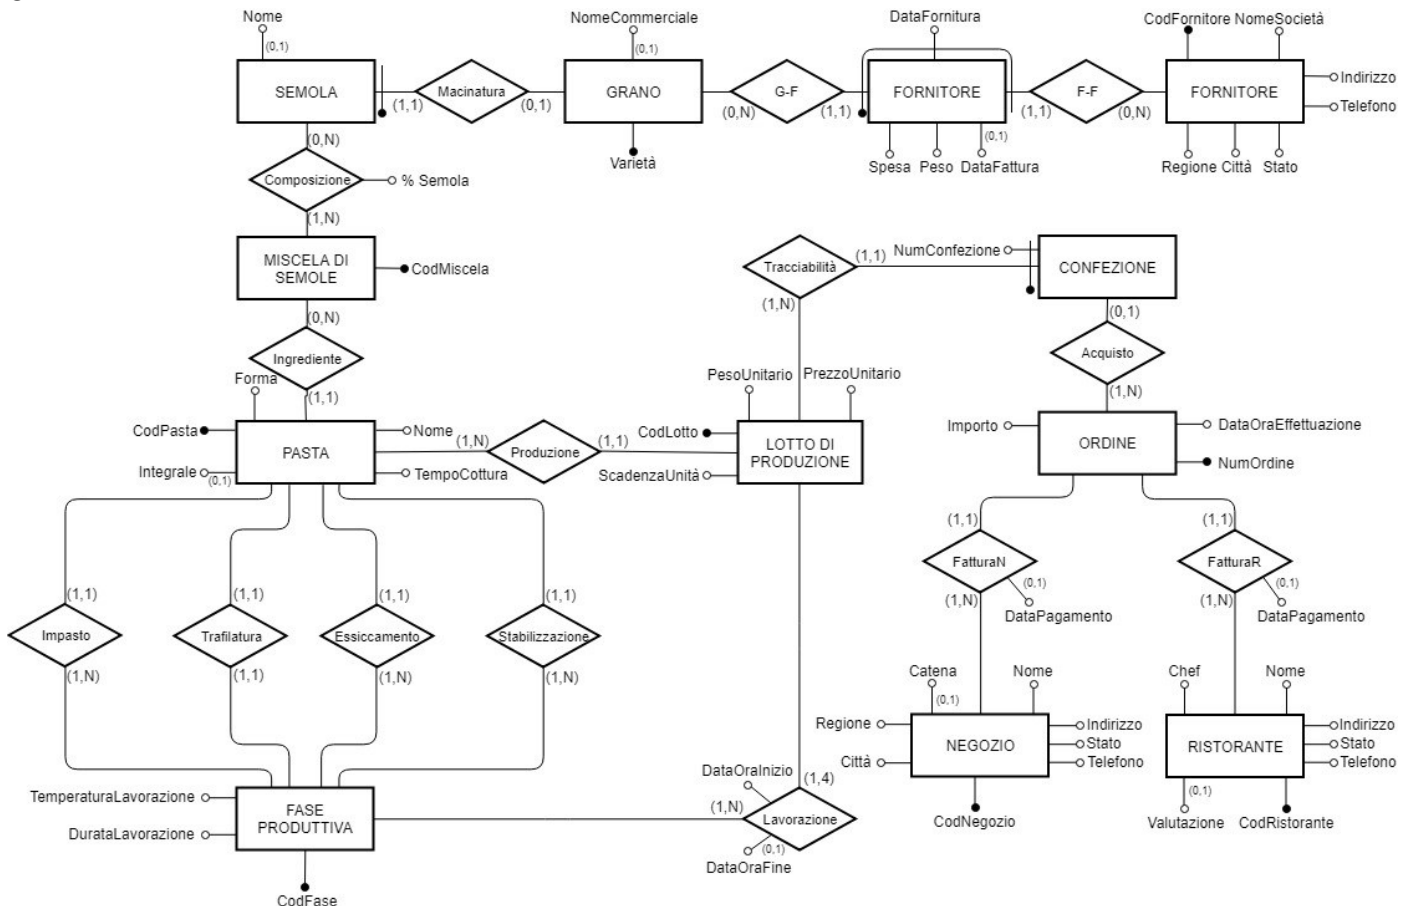 Nome
NomeCommerciale
DataFornitura
CodFornitore NomeSocietà
(0,1)
(0,1)
SEMOLA
Macinatura
GRANO
G-F
FORNITORE
F-F
FORNITORE
Indirizzo
Telefono
(1,1)
(0,1)
(0,N)
(1,1)
(1,1)
(0,N)
(0,1)
Varietà
Spesa
Peso
DataFattura
Regione
Città
Stato
(0,N)
Composizione
% Semola
(1,N)
MISCELA DI
SEMOLE
CodMiscela
Tracciabilità
(1,1)
NumConfezione
CONFEZIONE
(1,N)
(0,N)
(0,1)
Ingrediente
Acquisto
Forma
(1,1)
PesoUnitario
PrezzoUnitario
(1,N)
CodPasta
PASTA
Nome
(1,N)
Produzione
(1,1)
CodLotto
LOTTO DI
PRODUZIONE
Importo
ORDINE
DataOraEffettuazione
NumOrdine
Integrale
(0,1)
TempoCottura
ScadenzaUnità
(1,1)
(1,1)
FatturaN
(0,1)
DataPagamento
(1,N)
FatturaR
(0,1)
DataPagamento
(1,N)
(1,1)
(1,1)
(1,1)
(1,1)
Impasto
Trafilatura
Essiccamento
Stabilizzazione
(1,N)
(1,1)
(1,N)
(1,N)
Catena
(0,1)
Nome
Chef
Nome
Regione
Città
NEGOZIO
Indirizzo
Stato
Telefono
RISTORANTE
Indirizzo
Stato
Telefono
DataOraInizio
(1,4)
(0,1)
CodNegozio
Valutazione
CodRistorante
TemperaturaLavorazione
DurataLavorazione
FASE
PRODUTTIVA
(1,N)
Lavorazione
(0,1)
DataOraFine
CodFase